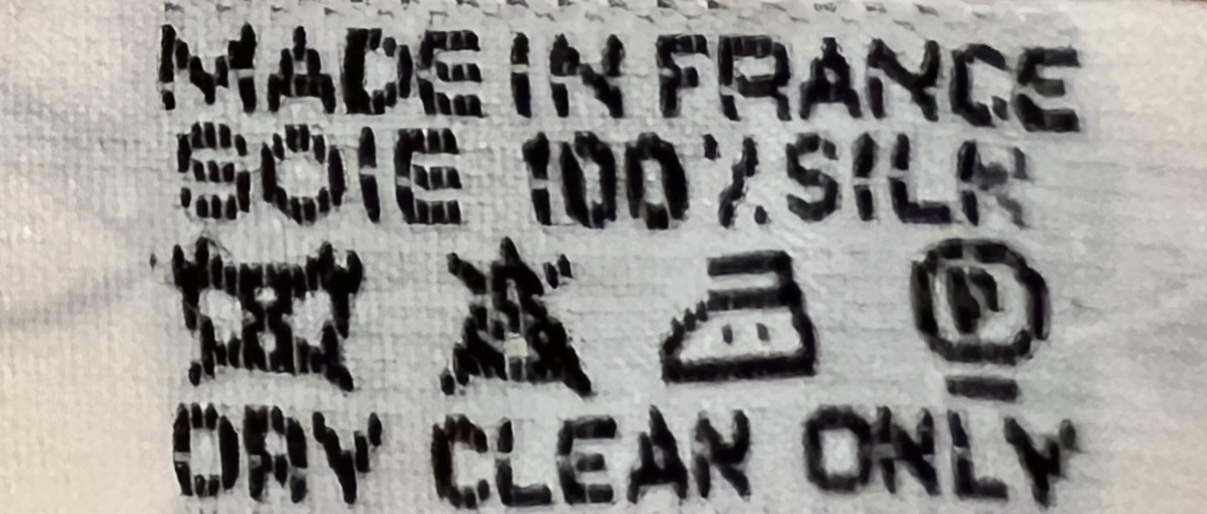 MADE IN FRANCE
SOIE 100% SILK
P
DRY CLEAN ONLY